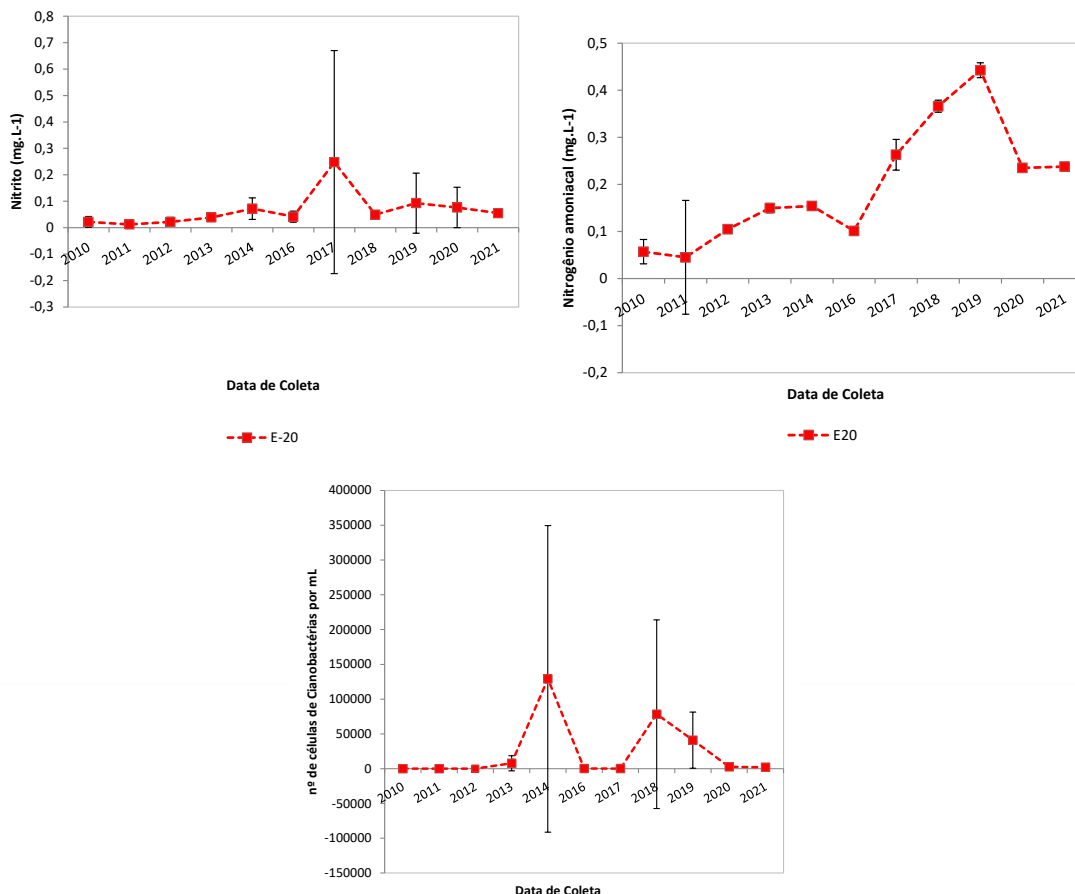 0,8
0,7
0,6
0,5
0,4
0,3
0,2
0,1
0
-0,1
-0,2
-0,3
Nitrito (mg.L-1)
2010 2011 2012 2013 2014 2016 2017 2018 2019 2020 2021
Data de Coleta
E-20
0,5
0,4
0,3
0,2
0,1
0
-0,1
-0,2
Nitrogênio amoniacal (mg.L-1)
2010 2011 2012 2013 2014 2016 2017 2018 2019 2020 2021
Data de Coleta
E20
400000
350000
300000
250000
200000
150000
100000
50000
0
-50000
-100000
-150000
nº de células de Cianobactérias por mL
2010 2011 2012 2013 2014 2016 2017 2018 2019 2020 2021
Data de Coleta